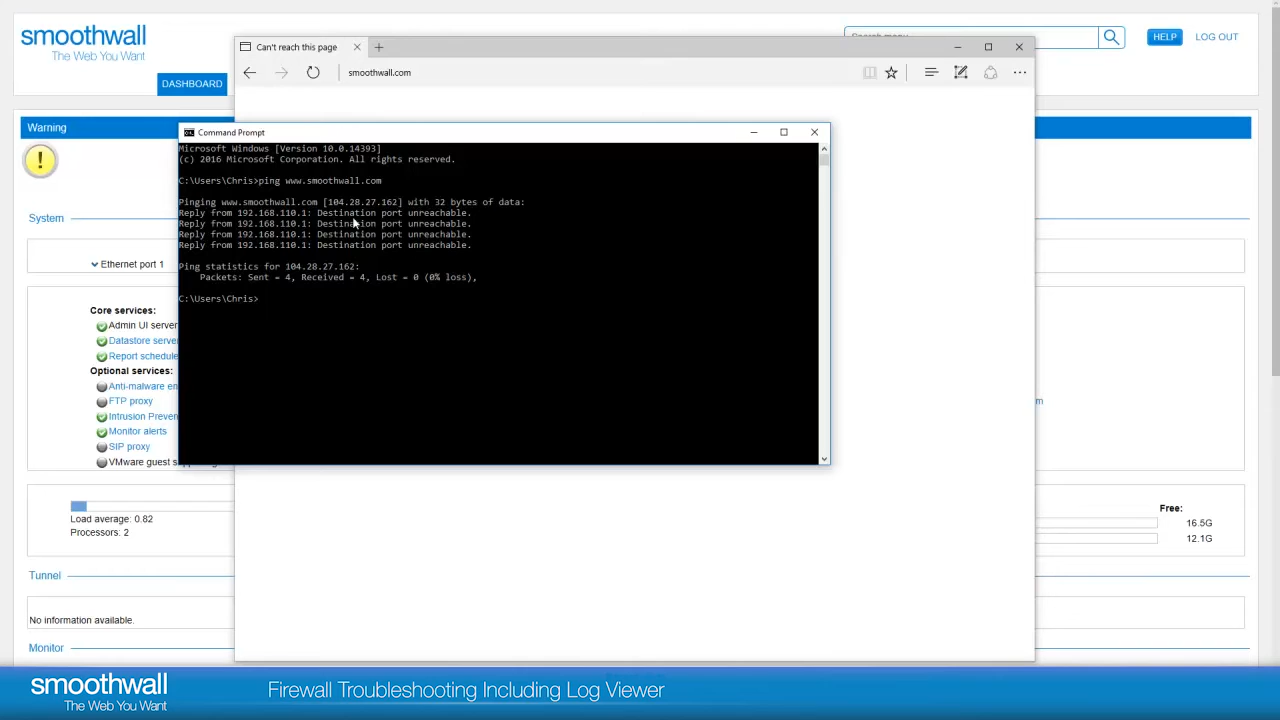 smoothwall
The Web You Want
HELP
LOG OUT
DASHBOARD
Can't reach this page
smoothwall.com
Warning
Command Prompt
Microsoft Windows [Version 10.0.14393]
(c) 2016 Microsoft Corporation. All rights reserved.
C:\Users\Chris>ping www.smoothwall.com
Pinging www.smoothwall.com [104.28.27.162] with 32 bytes of data:
Reply from 192.168.110.1: Destination port unreachable.
Reply from 192.168.110.1: Destination port unreachable.
Reply from 192.168.110.1: Destination port unreachable.
Reply from 192.168.110.1: Destination port unreachable.
Ping statistics for 104.28.27.162:
Packets: Sent = 4, Received = 4, Lost = 0 (0% loss),
C:\Users\Chris>
System
Ethernet port 1
Core services:
Admin UI server
Datastore serve
Report schedule
Optional services:
Anti-malware en
FTP proxy
Intrusion Preven
Monitor alerts
SIP proxy
VMware guest
Load average: 0.82
Processors: 2
Free:
16.5G
12.1G
Tunnel
No information available.
Monitor
smoothwall
The Web You Want
Firewall Troubleshooting Including Log Viewer